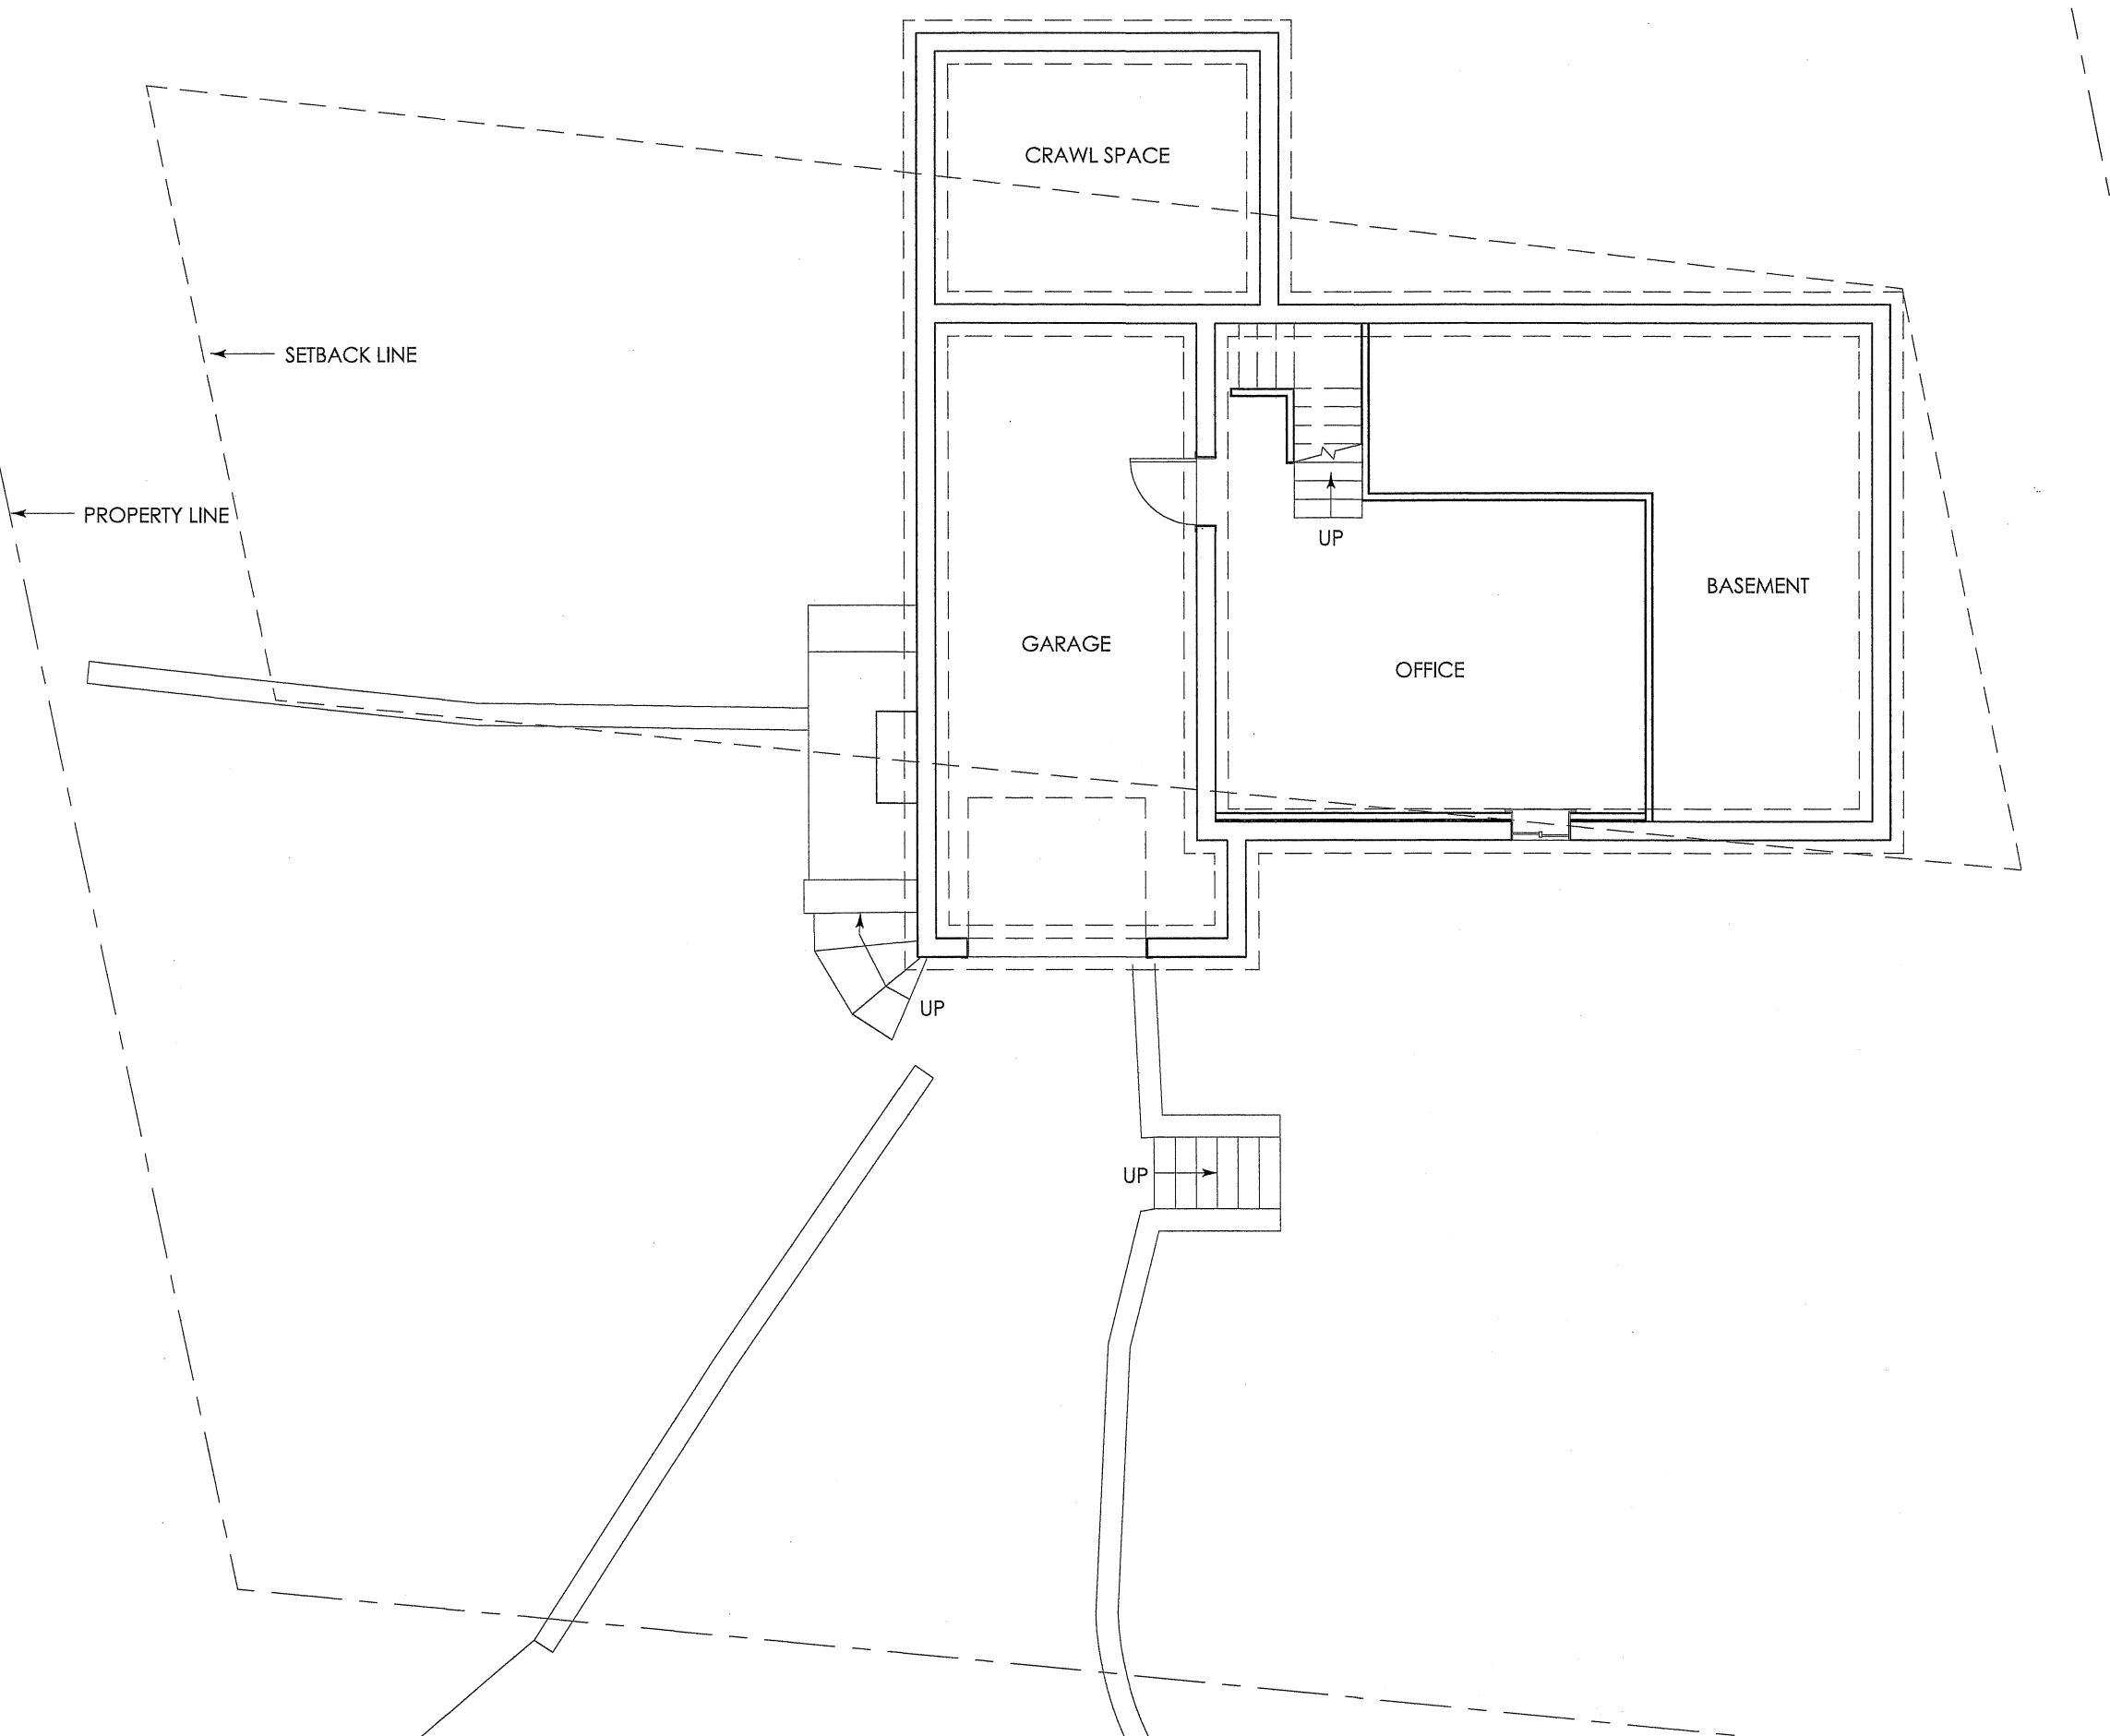 CRAWL SPACE
SETBACK LINE
PROPERTY LINE
UP
BASEMENT
GARAGE
OFFICE
UP
UP